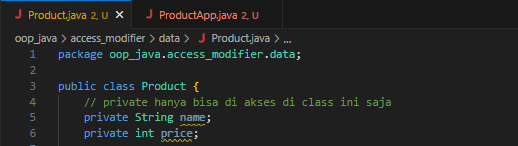 Product.java 2, U
ProductApp.java 2, U
oop_java > access_modifier > data > Product.java > ...
1 package oop_java.access_modifier.data;
2
3 public class Product {
4 // private hanya bisa di akses di class ini saja
5 private String name;
6 private int price;